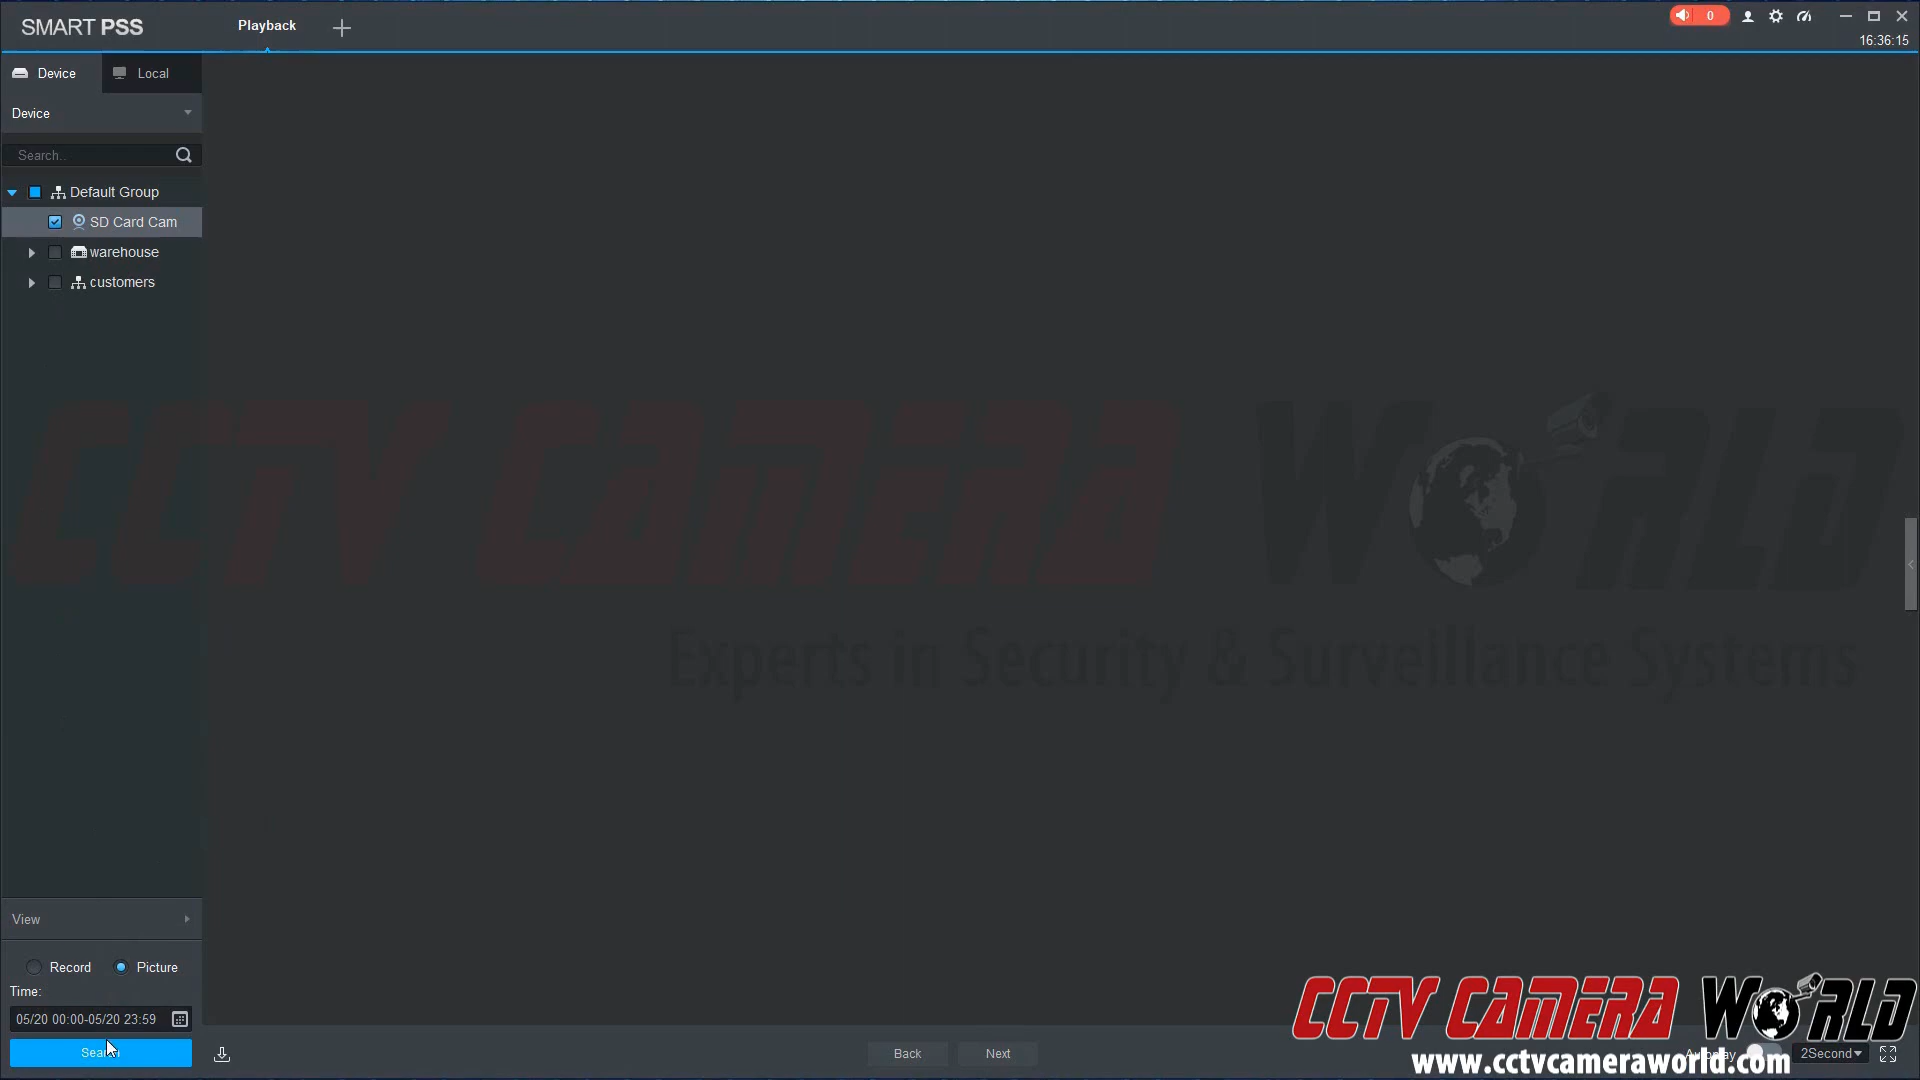 SMART PSS
Playback
0
16:36:15
Device
Local
Device
Search..
Default Group
SD Card Cam
warehouse
customers
CCTV CAMERA WORLD
Experts in Security & Surveillance Systems
View
Record
Picture
Time:
05/20 00:00-05/20 23:59
Search
Back
Next
2Second
CCTV CAMERA WORLD
www.cctvcameraworld.com